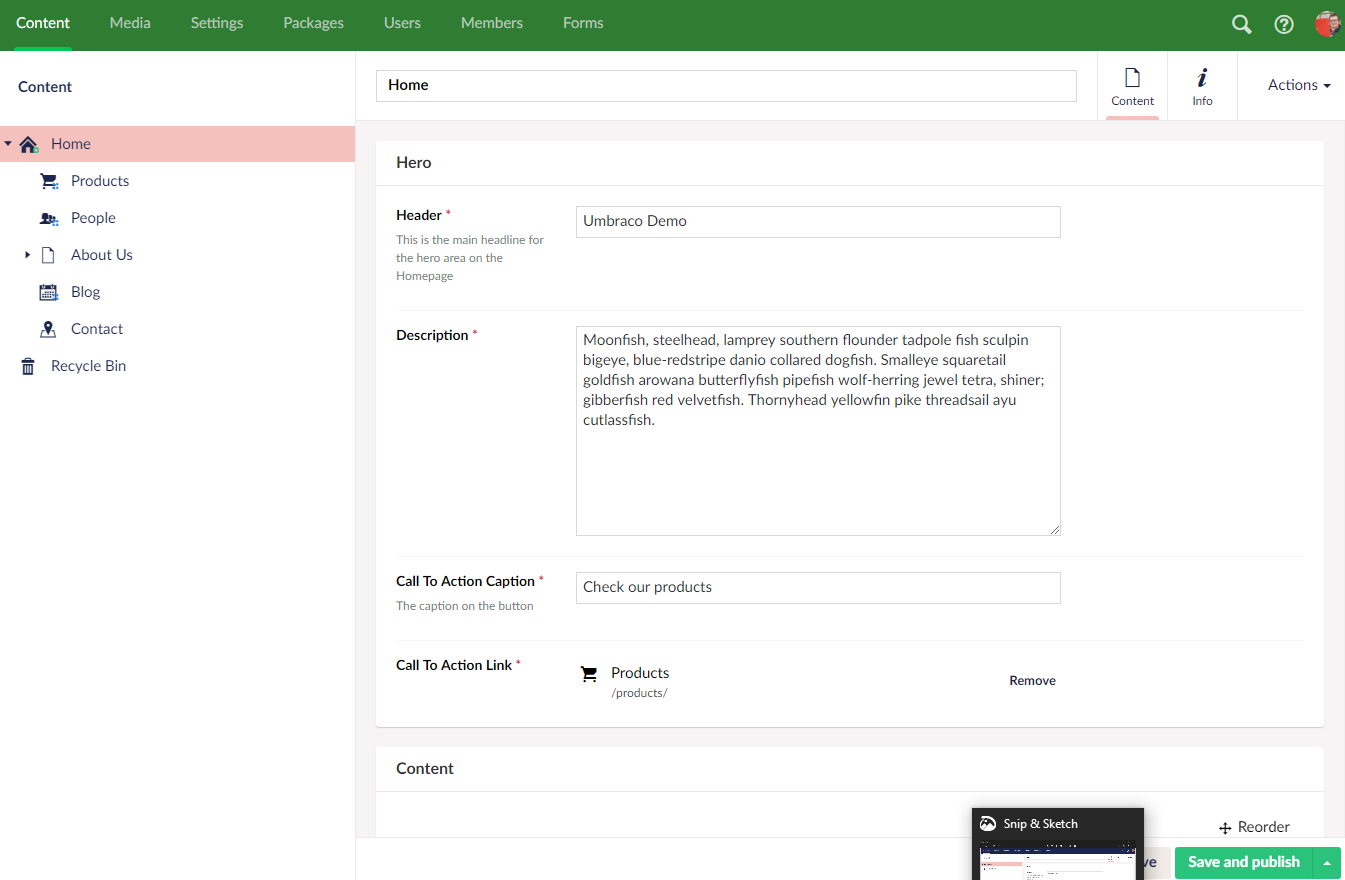 Content Media Settings Packages Users Members Forms
Content
Home
Products
People
About Us
Blog
Contact
Recycle Bin
Home
Content
Info
Actions
Hero
Header *
This is the main headline for
the hero area on the
Homepage
Umbraco Demo
Description *
Moonfish, steelhead, lamprey southern flounder tadpole fish sculpin
bigeye, blue-redstripe danio collared dogfish. Smalleye squaretail
goldfish arowana butterflyfish pipefish wolf-herring jewel tetra, shiner;
gibberfish red velvetfish. Thornyhead yellowfin pike threadsail ayu
cutlassfish.
Call To Action Caption *
The caption on the button
Check our products
Call To Action Link *
Products
/products/
Remove
Content
Reorder
Snip & Sketch
Save and publish